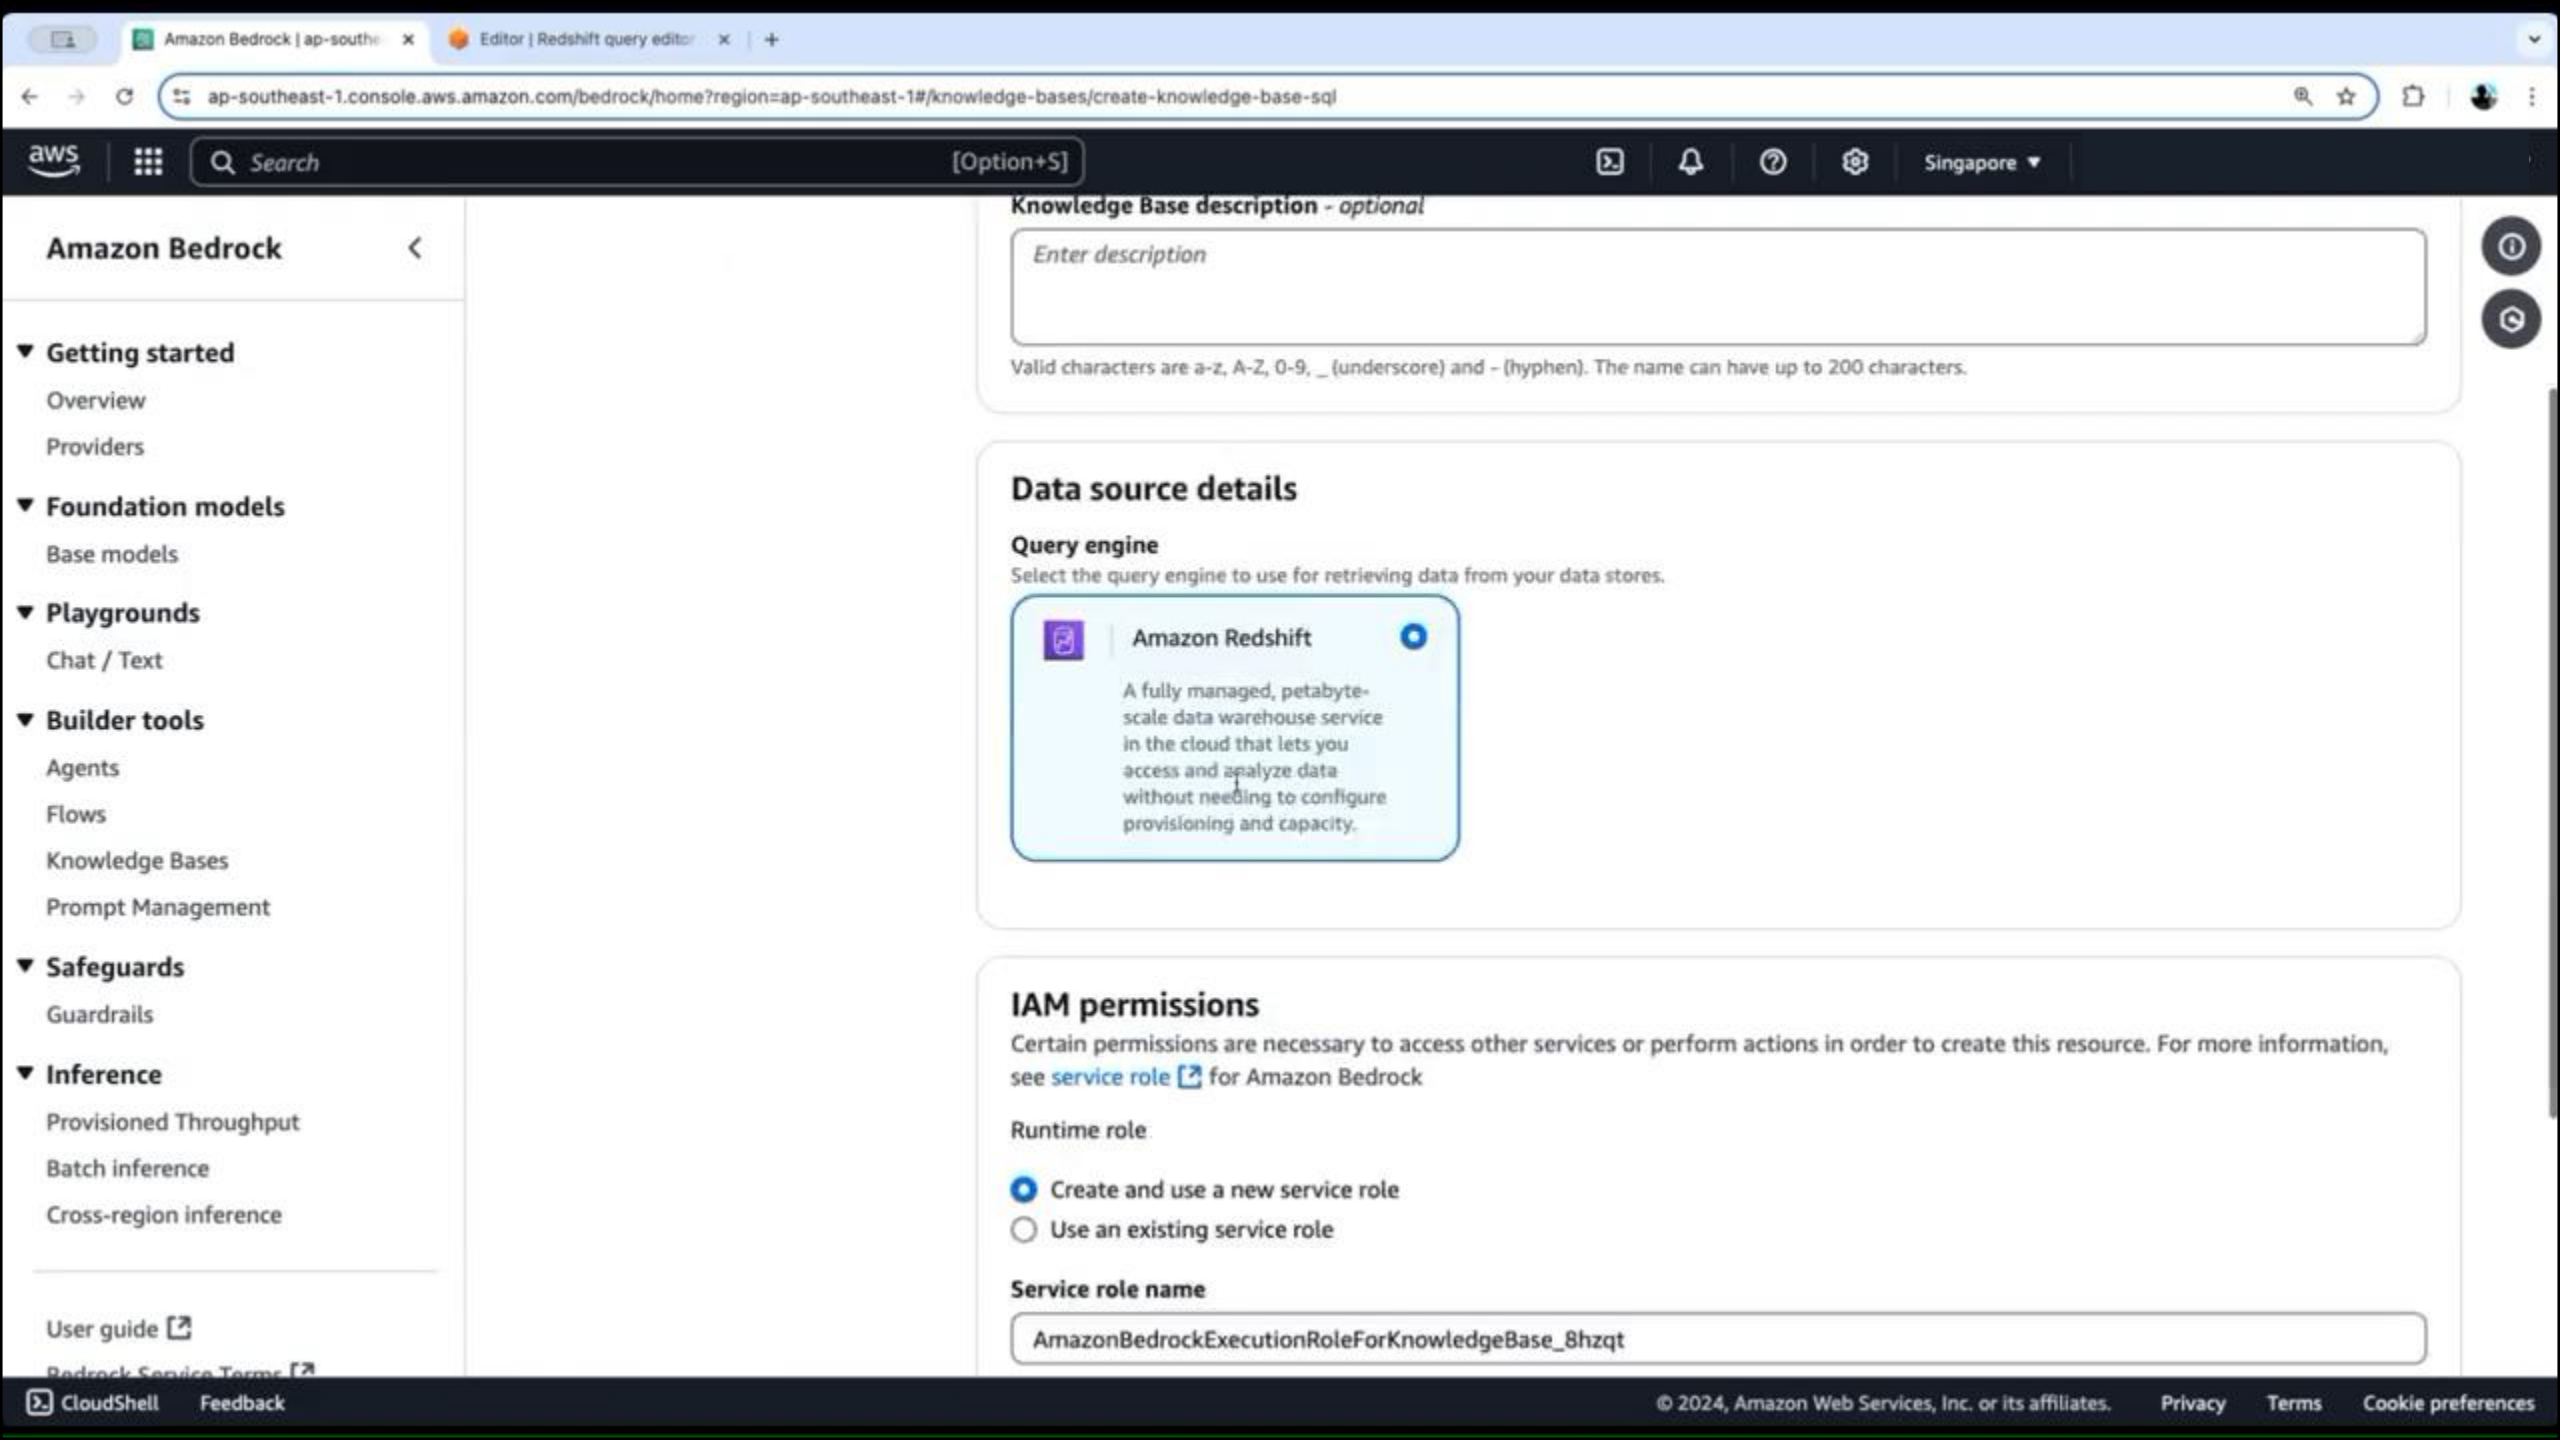 Amazon Bedrock | ap-southe
Editor | Redshift query editor
ap-southeast-1.console.aws.amazon.com/bedrock/home?region=ap-southeast-1#/knowledge-bases/create-knowledge-base-sql
aws
Search
[Option+S]
Singapore
Amazon Bedrock
Getting started
Overview
Providers
Foundation models
Base models
Playgrounds
Chat / Text
Builder tools
Agents
Flows
Knowledge Bases
Prompt Management
Safeguards
Guardrails
Inference
Provisioned Throughput
Batch inference
Cross-region inference
User guide
Bedrock Service Terms
Knowledge Base description - optional
Enter description
Valid characters are a-z, A-Z, 0-9, _ (underscore) and - (hyphen). The name can have up to 200 characters.
Data source details
Query engine
Select the query engine to use for retrieving data from your data stores.
Amazon Redshift
A fully managed, petabyte-
scale data warehouse service
in the cloud that lets you
access and analyze data
without needing to configure
provisioning and capacity.
IAM permissions
Certain permissions are necessary to access other services or perform actions in order to create this resource. For more information,
see service role for Amazon Bedrock
Runtime role
Create and use a new service role
Use an existing service role
Service role name
AmazonBedrockExecutionRoleForKnowledgeBase_8hzqt
CloudShell
Feedback
© 2024, Amazon Web Services, Inc. or its affiliates.
Privacy
Terms
Cookie preferences